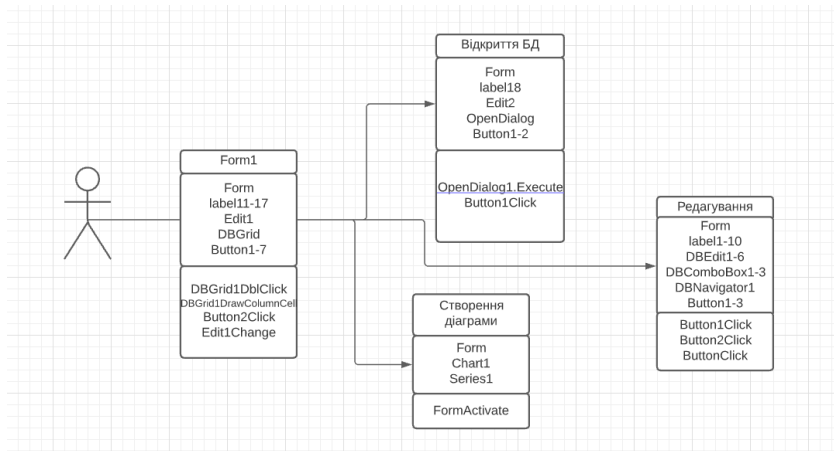 Form1
Form
label11-17
Edit1
DBGrid
Button1-7
DBGrid1DblClick
DBGrid1DrawColumnCell
Button2Click
Edit1Change
Відкриття БД
Form
label18
Edit2
OpenDialog
Button1-2
OpenDialog1.Execute
Button1Click
Створення
діаграми
Form
Chart1
Series1
FormActivate
Редагування
Form
label1-10
DBEdit1-6
DBComboBox1-3
DBNavigator1
Button1-3
Button1Click
Button2Click
ButtonClick